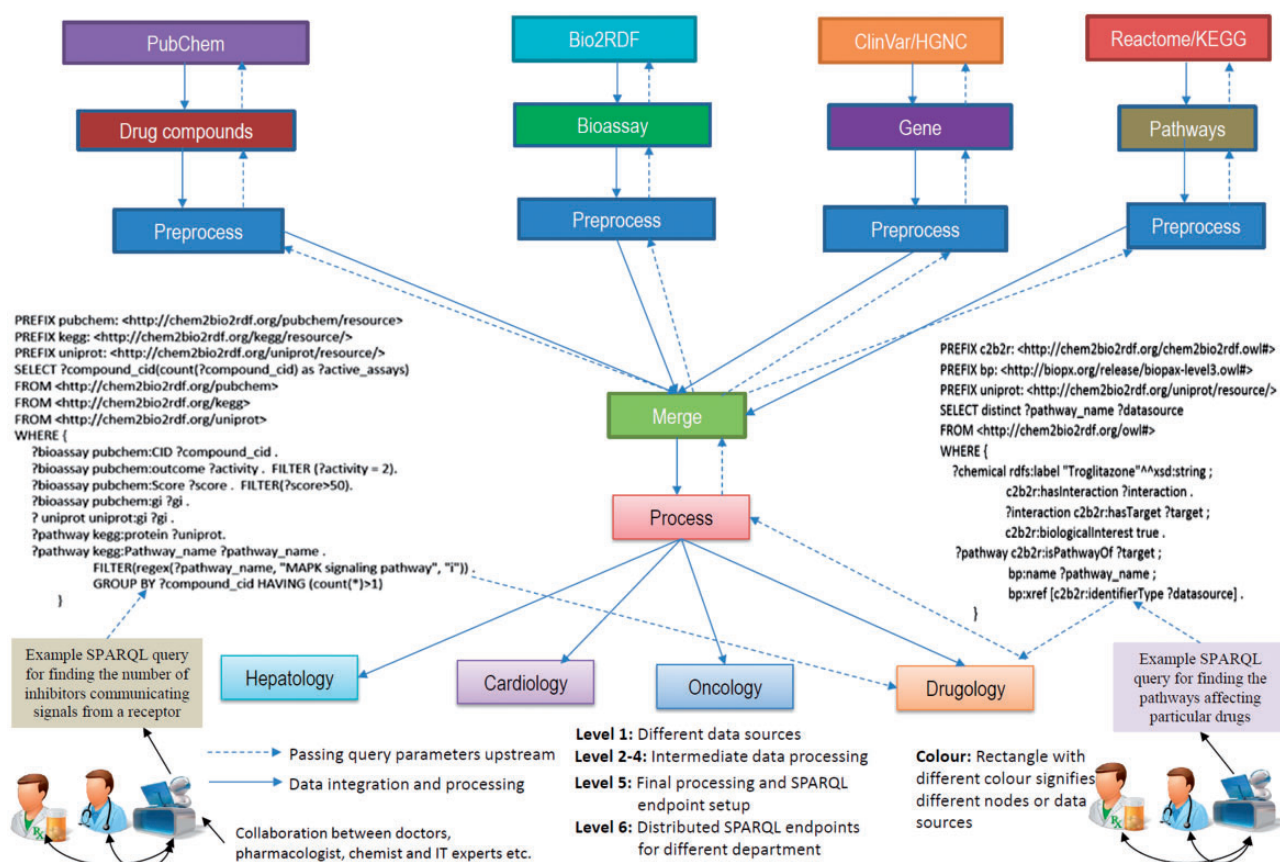 PubChem
Bio2RDF
ClinVar/HGNC
Reactome/KEGG
Drug compounds
Bioassay
Gene
Pathways
Preprocess
Preprocess
Preprocess
Preprocess
PREFIX pubchem: <http://chem2bio2rdf.org/pubchem/resource>
PREFIX kegg: <http://chem2bio2rdf.org/kegg/resource/>
PREFIX uniprot: <http://chem2bio2rdf.org/uniprot/resource/>
SELECT ?compound_cid(count(?compound_cid) as ?active_assays)
FROM <http://chem2bio2rdf.org/pubchem>
FROM <http://chem2bio2rdf.org/kegg>
FROM <http://chem2bio2rdf.org/uniprot>
WHERE {
?bioassay pubchem:CID ?compound_cid .
?bioassay pubchem:outcome ?activity . FILTER (?activity = 2).
?bioassay pubchem:Score ?score . FILTER(?score>50).
?bioassay pubchem:gi ?gi .
? uniprot uniprot:gi ?gi .
?pathway kegg:protein ?uniprot.
?pathway kegg:Pathway_name ?pathway_name .
FILTER(regex(?pathway_name, "MAPK signaling pathway", "i")) .
GROUP BY ?compound_cid HAVING (count(*)>1)
}
Merge
Process
PREFIX c2b2r: <http://chem2bio2rdf.org/chem2bio2rdf.owl#>
PREFIX bp: <http://biopx.org/release/biopax-level3.owl#>
PREFIX uniprot: <http://chem2bio2rdf.org/uniprot/resource/>
SELECT distinct ?pathway_name ?datasource
FROM <http://chem2bio2rdf.org/owl#>
WHERE {
?chemical rdfs:label "Troglitazone"^^xsd:string ;
c2b2r:hasInteraction ?interaction .
?interaction c2b2r:hasTarget ?target ;
c2b2r:biologicalInterest true .
?pathway c2b2r:isPathwayOf ?target ;
bp:name ?pathway_name ;
bp:xref [c2b2r:identifierType ?datasource] .
}
Example SPARQL query
for finding the number of
inhibitors communicating
signals from a receptor
Hepatology
Cardiology
Oncology
Drugology
Example SPARQL
query for finding the
pathways affecting
particular drugs
Passing query parameters upstream
Data integration and processing
Collaboration between doctors,
pharmacologist, chemist and IT experts etc.
Level 1: Different data sources
Level 2-4: Intermediate data processing
Level 5: Final processing and SPARQL
endpoint setup
Level 6: Distributed SPARQL endpoints
for different department
Colour: Rectangle with
different colour signifies
different nodes or data
sources
Rx
Rx